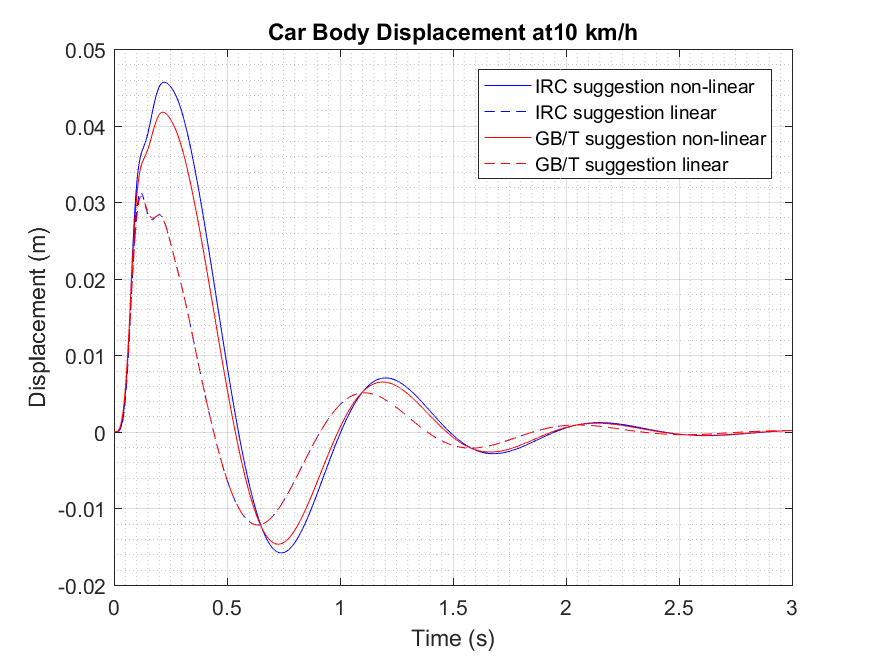 Car Body Displacement at10 km/h
0.05
0.04
0.03
0.02
0.01
0
-0.01
-0.02
Displacement (m)
IRC suggestion non-linear
IRC suggestion linear
GB/T suggestion non-linear
GB/T suggestion linear
0 0.5 1 1.5 2 2.5 3
Time (s)